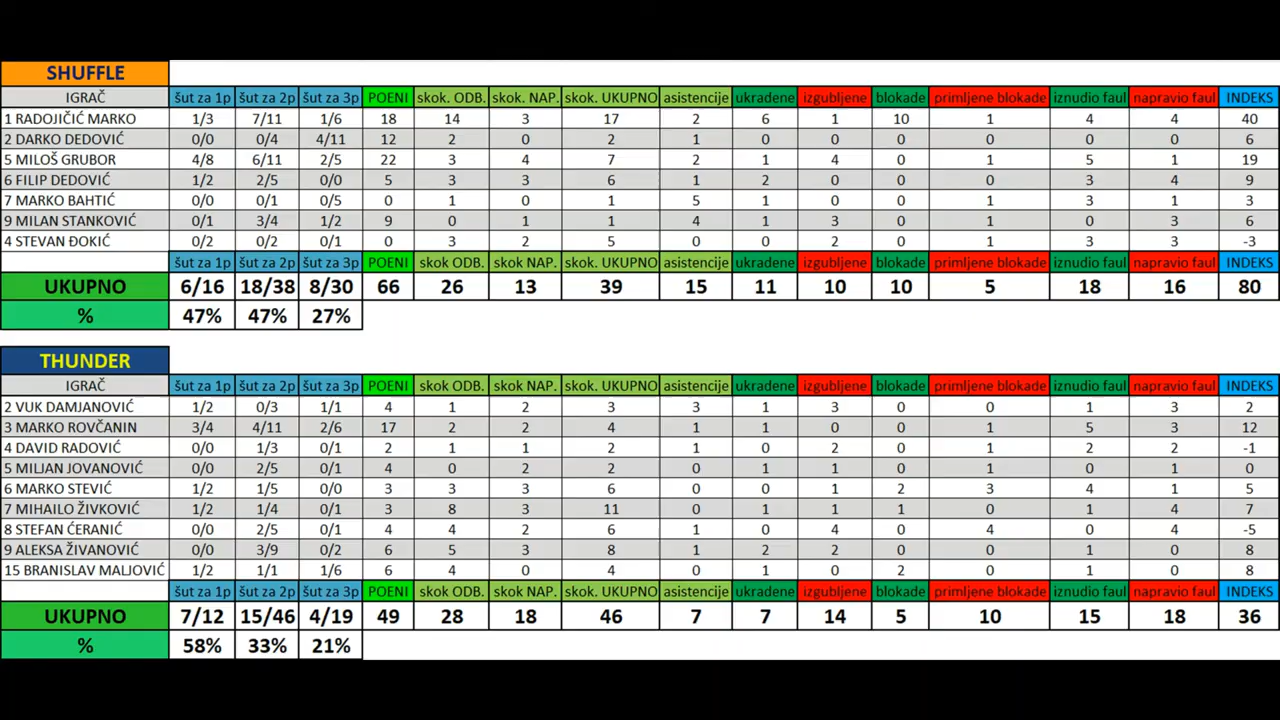 SHUFFLE
IGRAČ šut za 1p šut za 2p šut za 3p POENI skok. ODB. skok. NAP. skok. UKUPNO asistencije ukradene izgubljene blokade primljene blokade iznudio faul napravio faul INDEKS
1 RADOJIČIĆ MARKO 1/3 7/11 1/6 18 14 3 17 2 6 1 10 1 4 4 40
2 DARKO DEDOVIĆ 0/0 0/4 4/11 12 2 0 2 1 0 0 0 0 0 0 6
5 MILOŠ GRUBOR 4/8 6/11 2/5 22 3 4 7 2 1 4 0 1 5 1 19
6 FILIP DEDOVIĆ 1/2 2/5 0/0 5 3 3 6 1 2 0 0 0 3 4 9
7 MARKO BAHTIĆ 0/0 0/1 0/5 0 1 0 1 5 1 0 0 1 3 1 3
9 MILAN STANKOVIĆ 0/1 3/4 1/2 9 0 1 1 4 1 3 0 1 0 3 6
4 STEVAN ĐOKIĆ 0/2 0/2 0/1 0 3 2 5 0 0 2 0 1 3 3 -3
šut za 1p šut za 2p šut za 3p POENI skok ODB. skok NAP. skok. UKUPNO asistencije ukradene izgubljene blokade primljene blokade iznudio faul napravio faul INDEKS
UKUPNO 6/16 18/38 8/30 66 26 13 39 15 11 10 10 5 18 16 80
% 47% 47% 27%
THUNDER
IGRAČ šut za 1p šut za 2p šut za 3p POENI skok ODB. skok NAP. skok. UKUPNO asistencije ukradene izgubljene blokade primljene blokade iznudio faul napravio faul INDEKS
2 VUK DAMJANOVIĆ 1/2 0/3 1/1 4 1 2 3 3 1 3 0 0 1 3 2
3 MARKO ROVČANIN 3/4 4/11 2/6 17 2 2 4 1 1 0 0 1 5 3 12
4 DAVID RADOVIĆ 0/0 1/3 0/1 2 1 1 2 1 0 2 0 1 2 2 -1
5 MILJAN JOVANOVIĆ 0/0 2/5 0/1 4 0 2 2 0 1 1 0 1 0 1 0
6 MARKO STEVIĆ 1/2 1/5 0/0 3 3 3 6 0 0 1 2 3 4 1 5
7 MIHAILO ŽIVKOVIĆ 1/2 1/4 0/1 3 8 3 11 0 1 1 1 0 1 4 7
8 STEFAN ĆERANIĆ 0/0 2/5 0/1 4 4 2 6 1 0 4 0 4 0 4 -5
9 ALEKSA ŽIVANOVIĆ 0/0 3/9 0/2 6 5 3 8 1 2 2 0 0 1 0 8
15 BRANISLAV MALJOVIĆ 1/2 1/1 1/6 6 4 0 4 0 1 0 2 0 1 0 8
šut za 1p šut za 2p šut za 3p POENI skok ODB. skok NAP. skok. UKUPNO asistencije ukradene izgubljene blokade primljene blokade iznudio faul napravio faul INDEKS
UKUPNO 7/12 15/46 4/19 49 28 18 46 7 7 14 5 10 15 18 36
% 58% 33% 21%